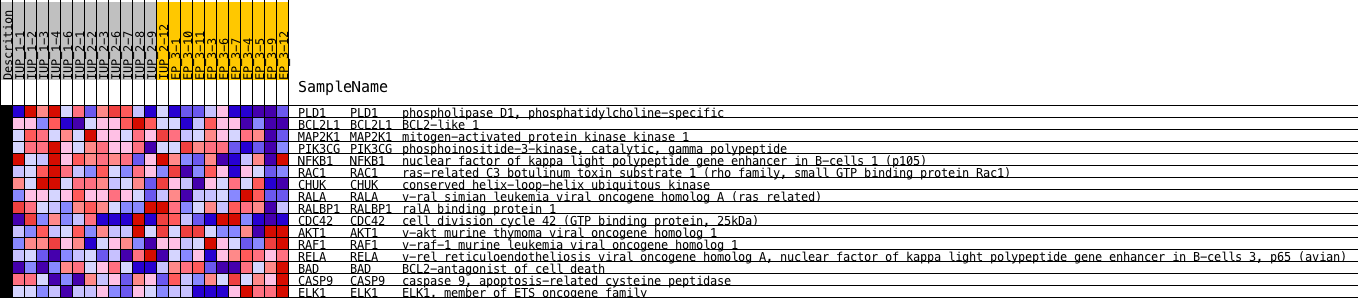 Descrition
IUP_1-1
IUP_1-2
IUP_1-3
IUP_1-4
IUP_1-6
IUP_2-1
IUP_2-2
IUP_2-3
IUP_2-6
IUP_2-7
IUP_2-8
IUP_2-9
IUP_2-12
EP_3-1
EP_3-10
EP_3-11
EP_3-3
EP_3-6
EP_3-7
EP_3-4
EP_3-5
EP_3-9
EP_3-12
SampleName
PLD1 PLD1 phospholipase D1, phosphatidylcholine-specific
BCL2L1 BCL2L1 BCL2-like 1
MAP2K1 MAP2K1 mitogen-activated protein kinase kinase 1
PIK3CG PIK3CG phosphoinositide-3-kinase, catalytic, gamma polypeptide
NFKB1 NFKB1 nuclear factor of kappa light polypeptide gene enhancer in B-cells 1 (p105)
RAC1 RAC1 ras-related C3 botulinum toxin substrate 1 (rho family, small GTP binding protein Rac1)
CHUK CHUK conserved helix-loop-helix ubiquitous kinase
RALA RALA v-ral simian leukemia viral oncogene homolog A (ras related)
RALBP1 RALBP1 ralA binding protein 1
CDC42 CDC42 cell division cycle 42 (GTP binding protein, 25kDa)
AKT1 AKT1 v-akt murine thymoma viral oncogene homolog 1
RAF1 RAF1 v-raf-1 murine leukemia viral oncogene homolog 1
RELA RELA v-rel reticuloendotheliosis viral oncogene homolog A, nuclear factor of kappa light polypeptide gene enhancer in B-cells 3, p65 (avian)
BAD BAD BCL2-antagonist of cell death
CASP9 CASP9 caspase 9, apoptosis-related cysteine peptidase
ELK1 ELK1 ELK1, member of ETS oncogene family